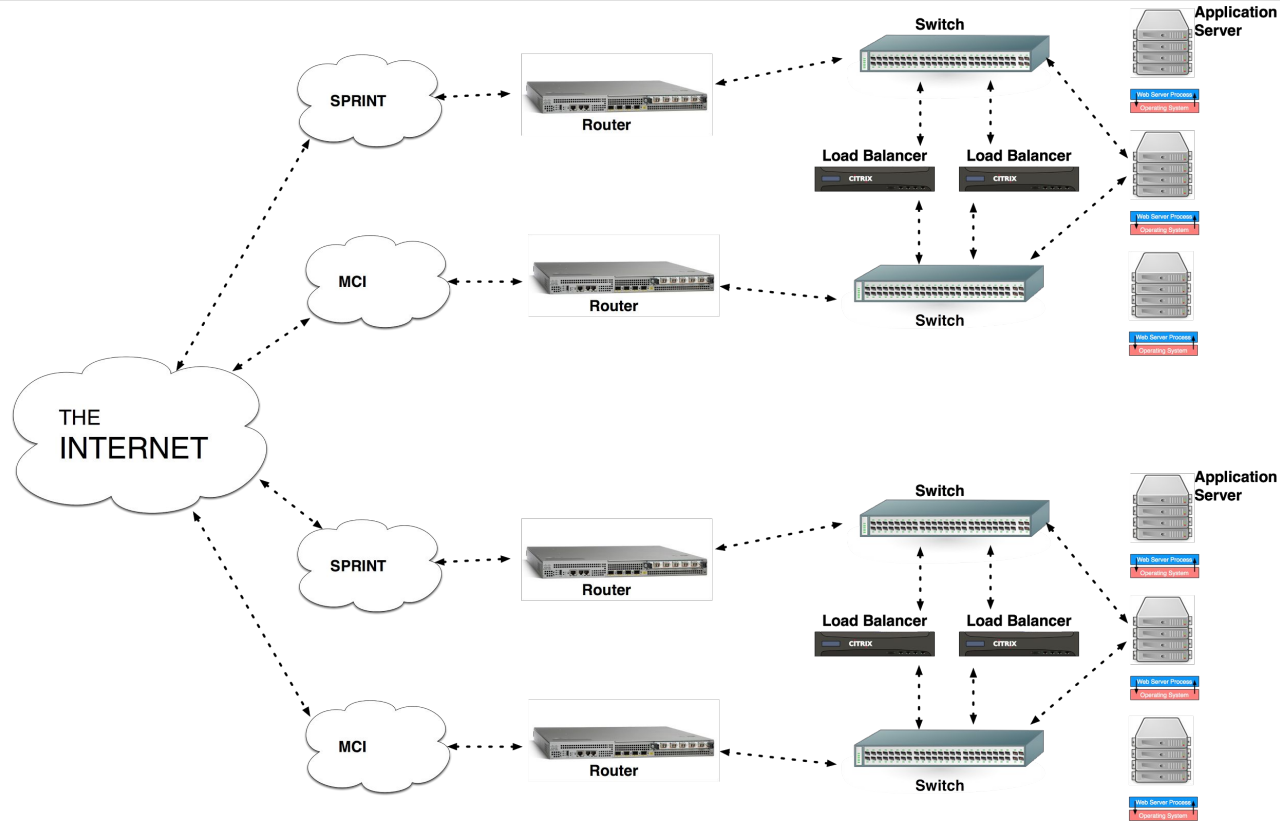 Switch
Application
Server
SPRINT
Router
Web Server Process
Operating System
Load Balancer
Load Balancer
CITRIX
CITRIX
Web Server Process
Operating System
MCI
Router
Switch
Web Server Process
Operating System
THE
INTERNET
Switch
Application
Server
SPRINT
Router
Web Server Process
Operating System
Load Balancer
Load Balancer
CITRIX
CITRIX
Web Server Process
Operating System
MCI
Router
Switch
Web Server Process
Operating System